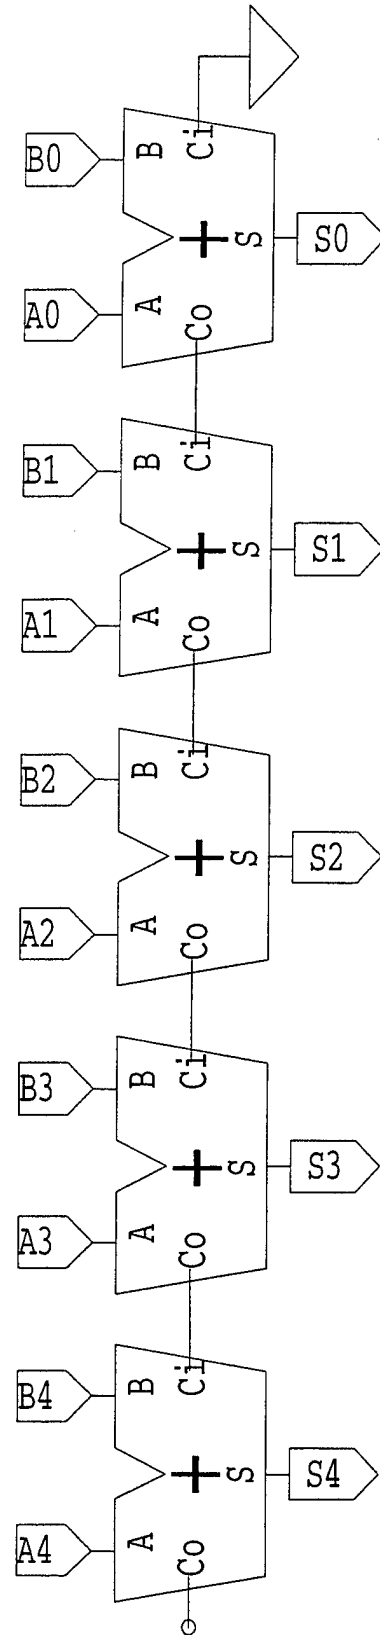 B0
B
Ci
+
S
S0
A0
A
Co
B1
B
Ci
+
S
S1
A1
A
Co
B2
B
Ci
+
S
S2
A2
A
Co
B3
B
Ci
+
S
S3
A3
A
Co
B4
B
Ci
+
S
S4
A4
A
Co